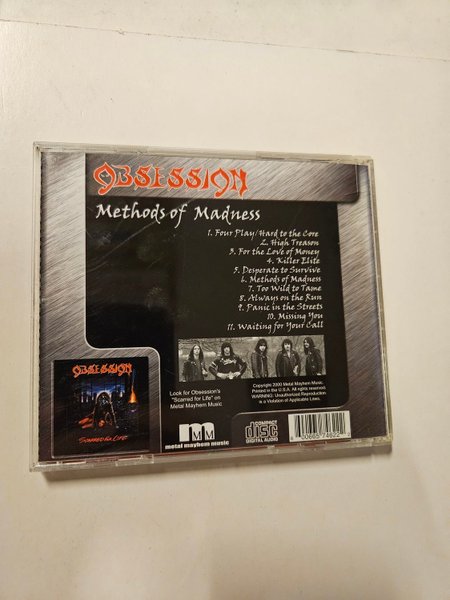 OBSESSION
Methods of Madness
1. Four Play/Hard to the Core
2. High Treason
3. For the Love of Money
4. Killer Elite
5. Desperate to Survive
6. Methods of Madness
7. Too Wild to Tame
8. Always on the Run
9. Panic in the Streets
10. Missing You
11. Waiting for Your Call
OBSESSION
SCARRED for LIFE
Look for Obsession's
"Scarred for Life" on
Metal Mayhem Music
Copyright 2003 Metal Mayhem Music.
Printed in the U.S.A. All rights reserved.
WARNING: Unauthorized Reproduction
is a Violation of Applicable Laws.
MM
metal mayhem music
COMPACT
disc
DIGITAL AUDIO